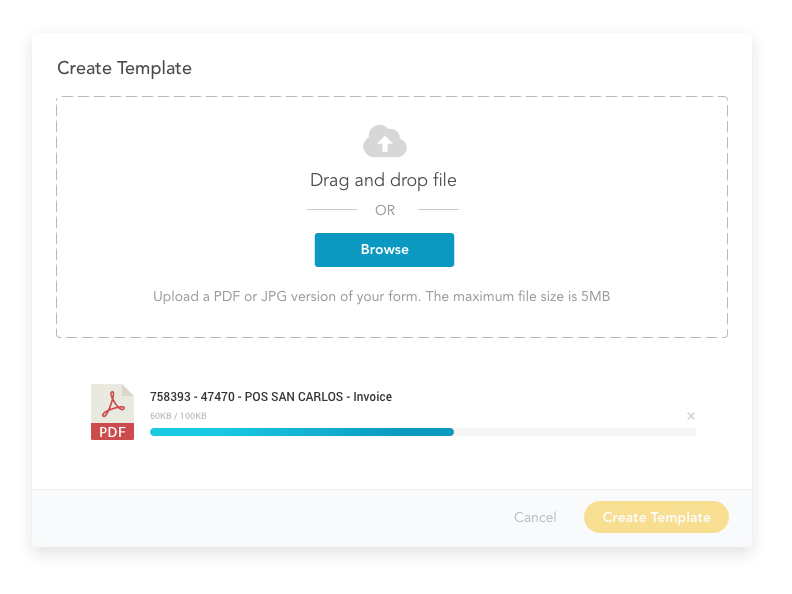 Create Template
Drag and drop file
OR
Browse
Upload a PDF or JPG version of your form. The maximum file size is 5MB
758393 - 47470 - POS SAN CARLOS - Invoice
60KB / 100KB
PDF
Cancel
Create Template